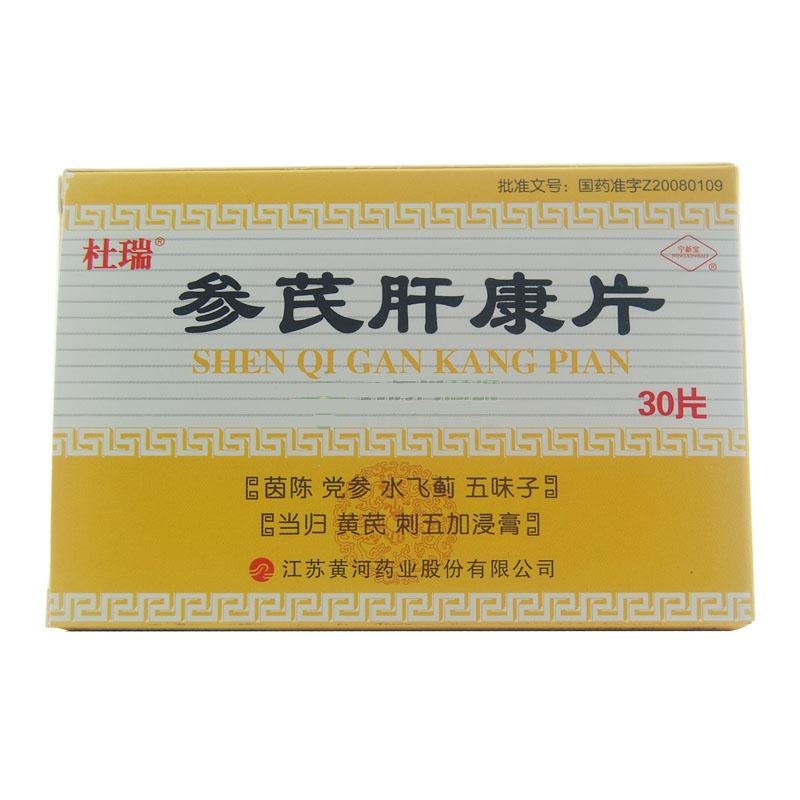 批准文号：国药准字Z20080109
杜瑞®
宁新宝
®
参芪肝康片
SHEN QI GAN KANG PIAN
30片
茵陈 党参 水飞蓟 五味子
当归 黄芪 刺五加浸膏
江苏黄河药业股份有限公司